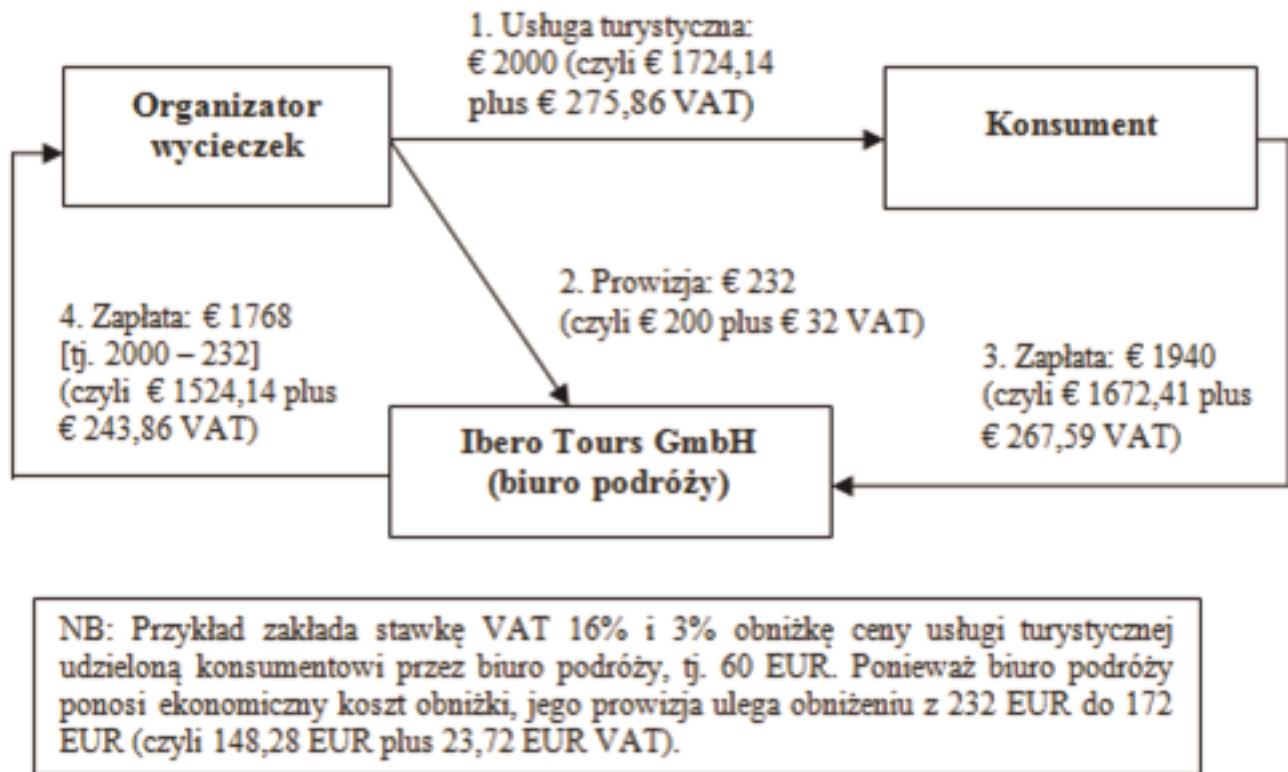 1. Usługa turystyczna:
€ 2000 (czyli € 1724,14
plus € 275,86 VAT)
Organizator
wycieczek
Konsument
2. Prowizja: € 232
(czyli € 200 plus € 32 VAT)
4. Zapłata: € 1768
[tj. 2000 – 232]
(czyli € 1524,14 plus
€ 243,86 VAT)
3. Zapłata: € 1940
(czyli € 1672,41 plus
€ 267,59 VAT)
Ibero Tours GmbH
(biuro podróży)
NB: Przykład zakłada stawkę VAT 16% i 3% obniżkę ceny usługi turystycznej
udzieloną konsumentowi przez biuro podróży, tj. 60 EUR. Ponieważ biuro podróży
ponosi ekonomiczny koszt obniżki, jego prowizja ulega obniżeniu z 232 EUR do 172
EUR (czyli 148,28 EUR plus 23,72 EUR VAT).